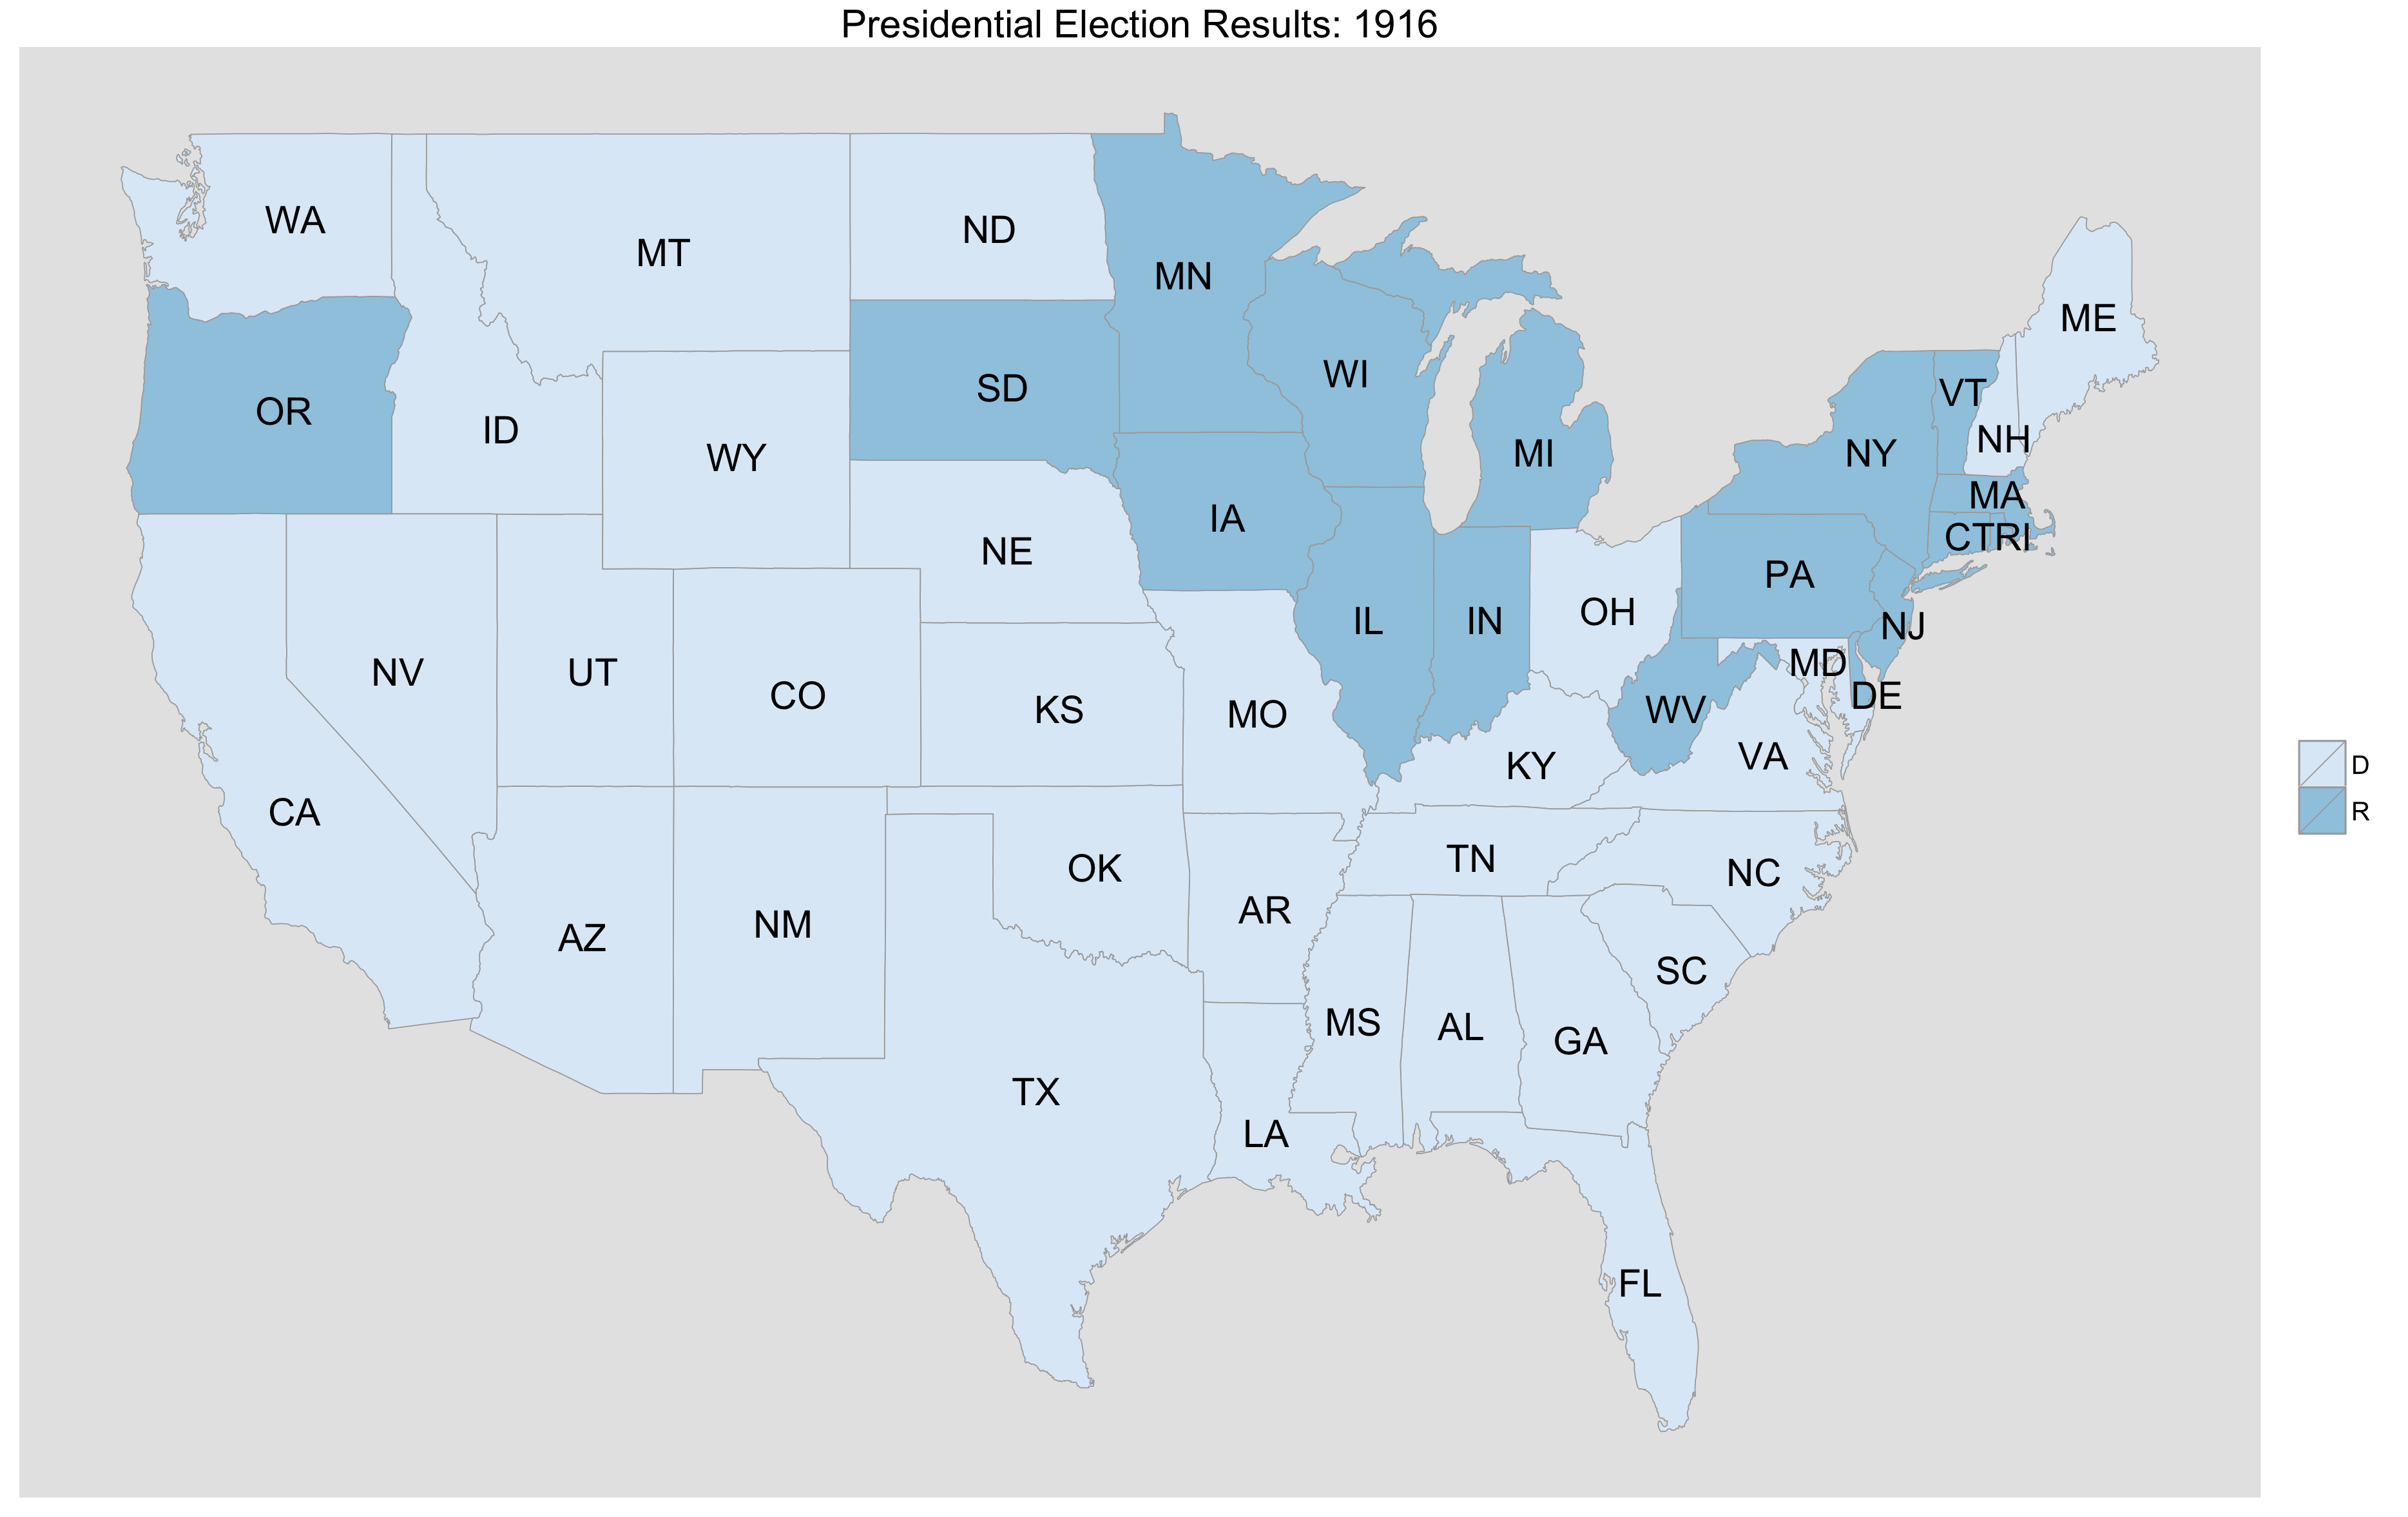 Presidential Election Results: 1916
WA
MT
ND
MN
ME
OR
ID
WY
SD
WI
MI
NY
VT
NH
MA
CT
RI
IA
NE
PA
NJ
IL
IN
OH
MD
DE
NV
UT
CO
KS
MO
WV
VA
KY
CA
D
R
OK
TN
NC
AZ
NM
AR
SC
MS
AL
GA
TX
LA
FL